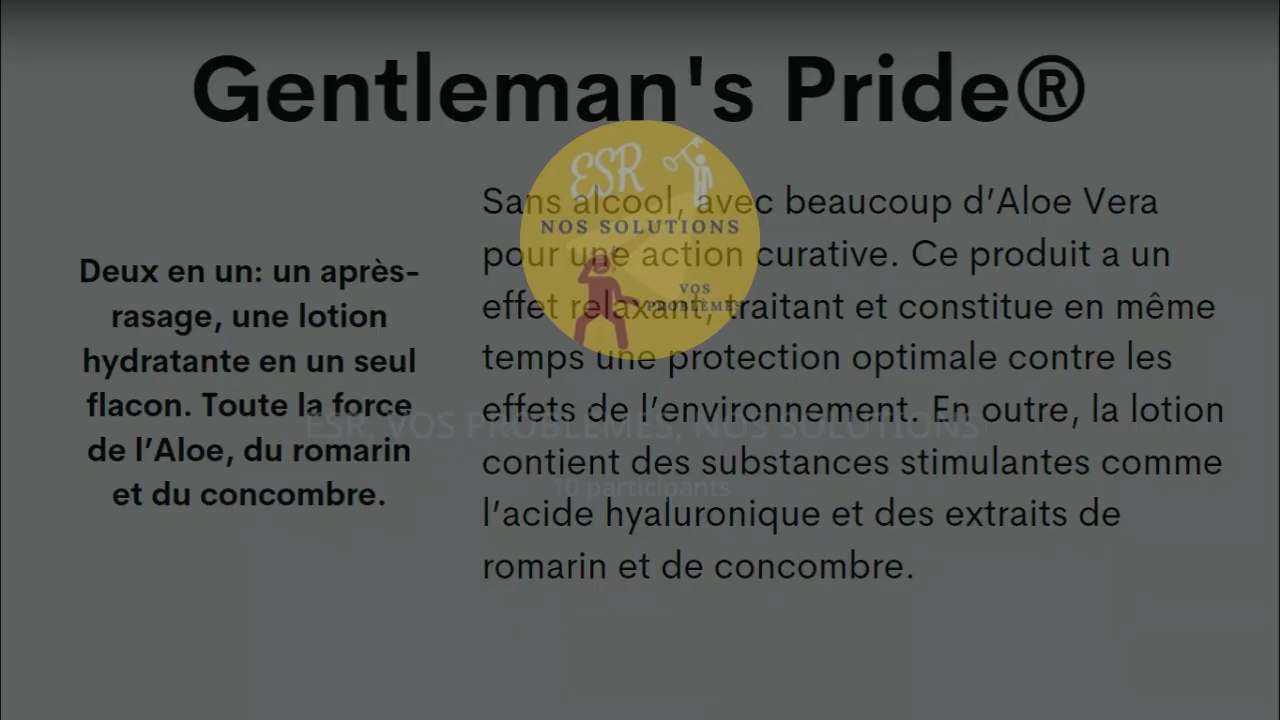 Gentleman's Pride®
Deux en un: un après-
rasage, une lotion
hydratante en un seul
flacon. Toute la force
de l’Aloe, du romarin
et du concombre.
Sans alcool, avec beaucoup d’Aloe Vera
pour une action curative. Ce produit a un
effet relaxant, traitant et constitue en même
temps une protection optimale contre les
effets de l’environnement. En outre, la lotion
contient des substances stimulantes comme
l’acide hyaluronique et des extraits de
romarin et de concombre.
ESR
NOS SOLUTIONS
VOS
PROBLÈMES
ESR, VOS PROBLÈMES, NOS SOLUTIONS
10 participants